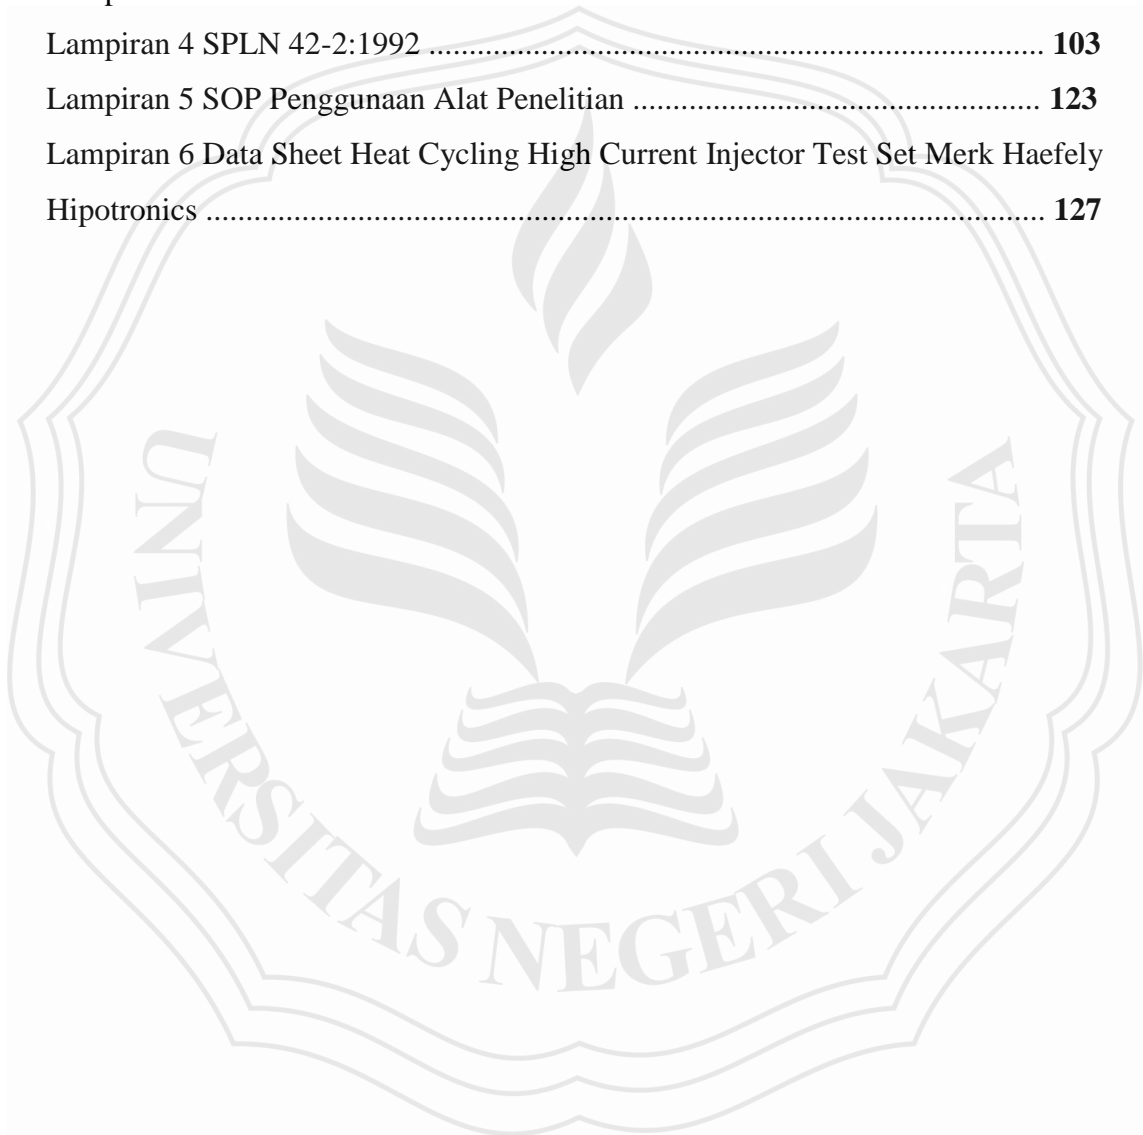 Lampiran 4 SPLN 42-2:1992 ................................................................................ 103
Lampiran 5 SOP Penggunaan Alat Penelitian ..................................................... 123
Lampiran 6 Data Sheet Heat Cycling High Current Injector Test Set Merk Haefely
Hipotronics ......................................................................................................... 127
UNIVERSITAS NEGERI JAKARTA